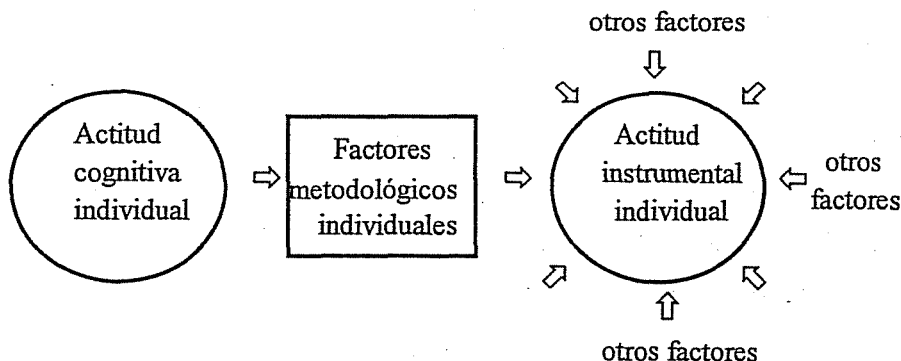 otros factores
Actitud
cognitiva
individual
Factores
metodológicos
individuales
Actitud
instrumental
individual
otros
factores
otros factores